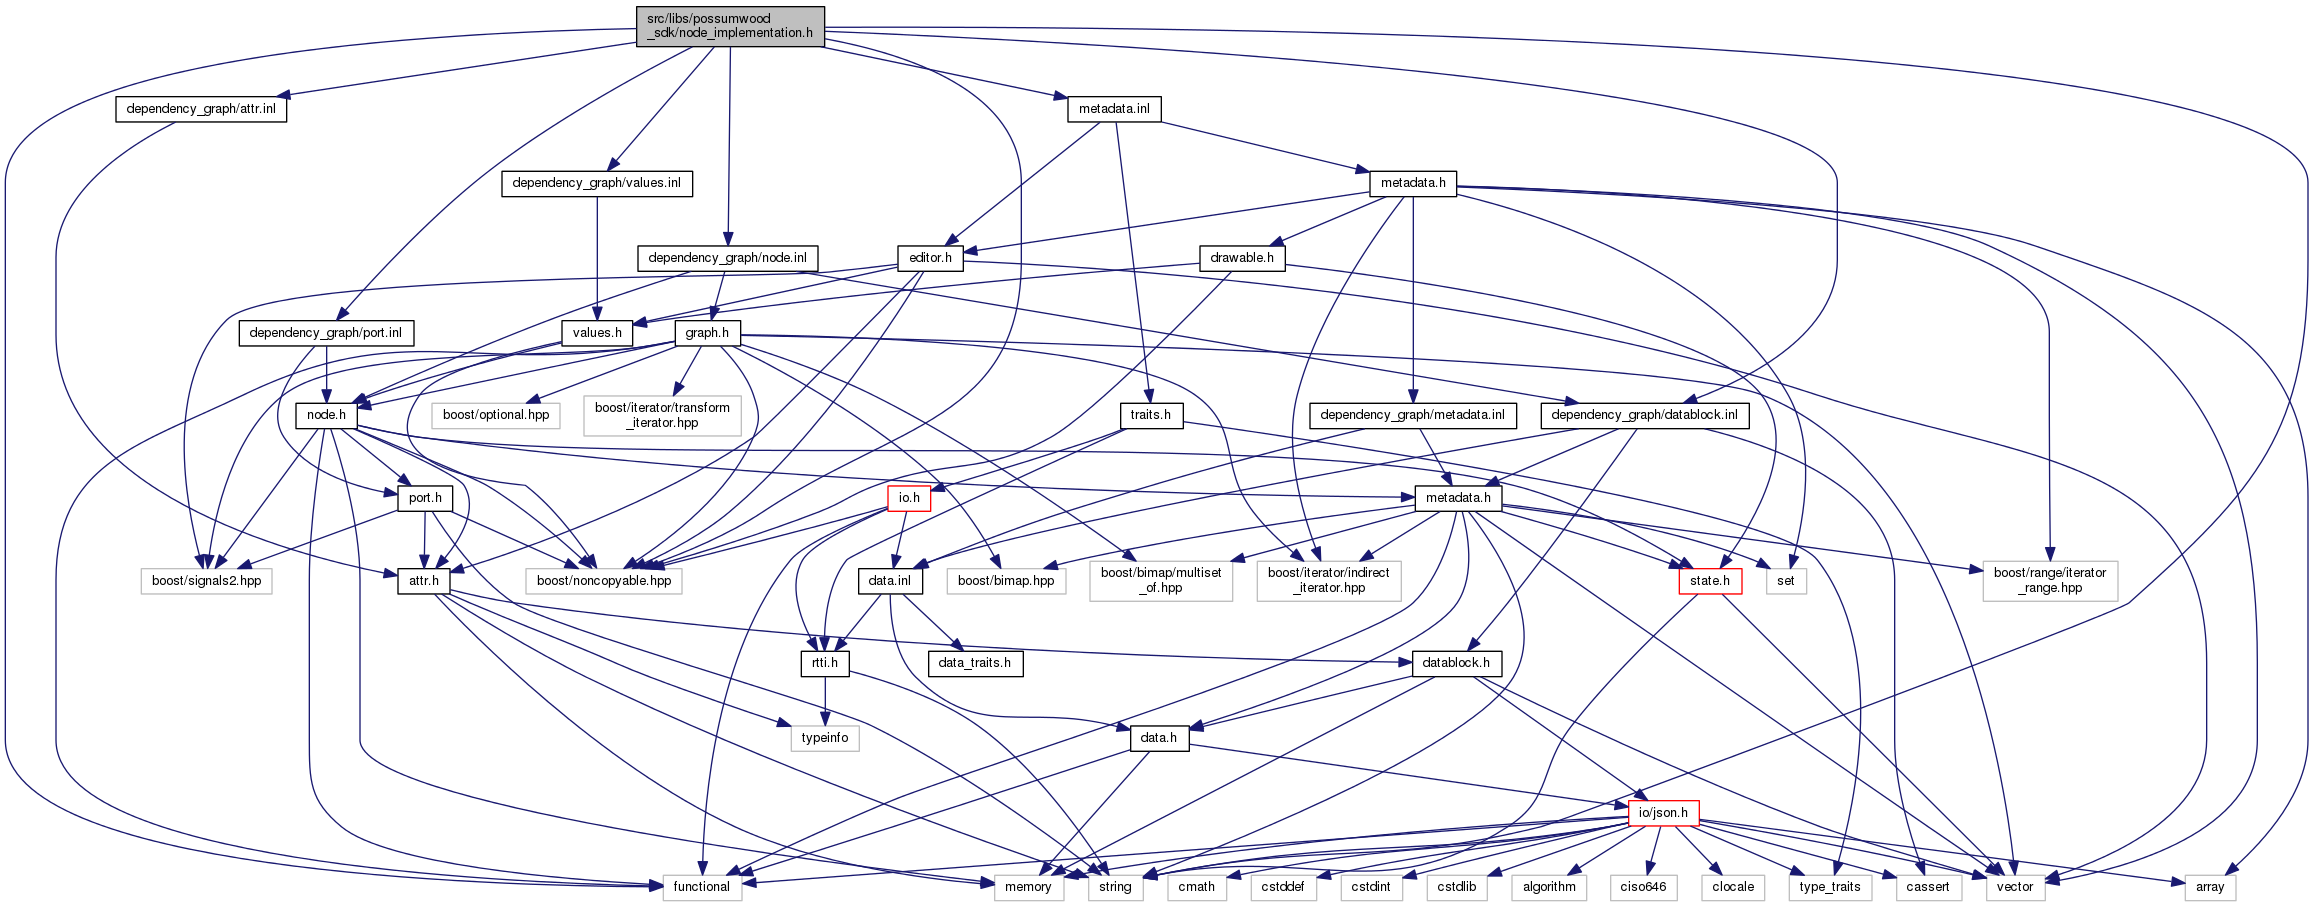 src/libs/possumwood
_sdk/node_implementation.h
dependency_graph/attr.inl
metadata.inl
dependency_graph/values.inl
metadata.h
dependency_graph/node.inl
editor.h
drawable.h
dependency_graph/port.inl
values.h
graph.h
node.h
boost/optional.hpp
boost/iterator/transform
_iterator.hpp
traits.h
dependency_graph/metadata.inl
dependency_graph/datablock.inl
port.h
io.h
metadata.h
boost/signals2.hpp
attr.h
boost/noncopyable.hpp
data.inl
boost/bimap.hpp
boost/bimap/multiset
_of.hpp
boost/iterator/indirect
_iterator.hpp
state.h
set
boost/range/iterator
_range.hpp
rtti.h
data_traits.h
datablock.h
typeinfo
data.h
io/json.h
functional
memory
string
cmath
cstddef
cstdint
cstdlib
algorithm
ciso646
clocale
type_traits
cassert
vector
array